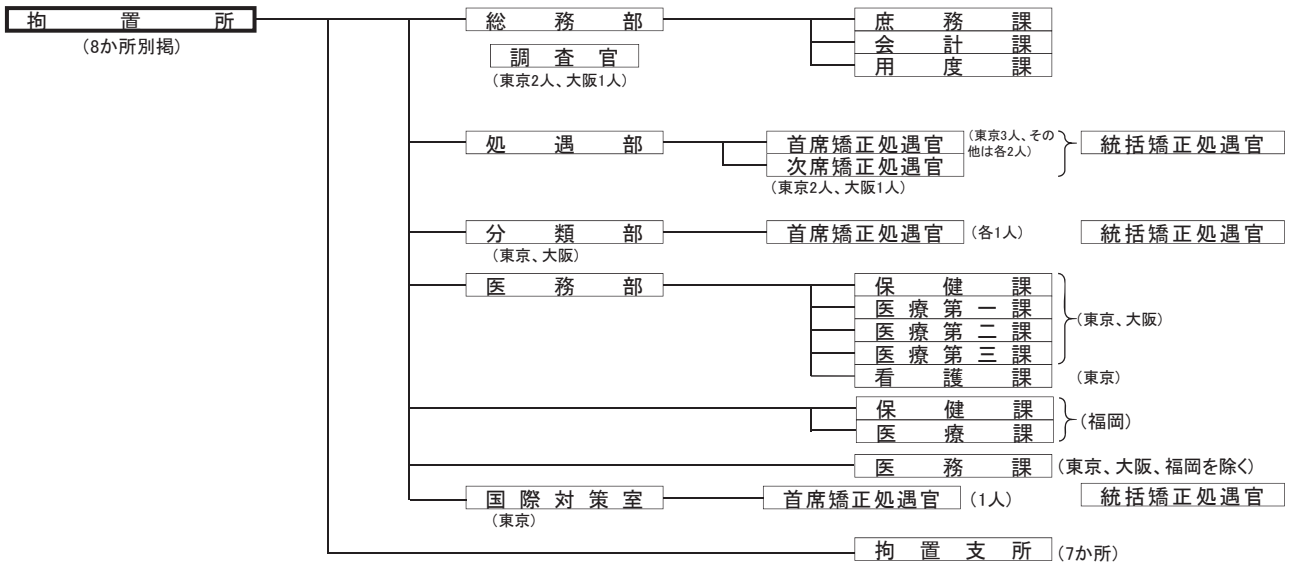 拘置所
(8か所別掲)
総務部
庶務課
会計課
用度課
調査官
(東京2人、大阪1人)
処遇部
首席矯正処遇官
(東京3人、その
他は各2人)
統括矯正処遇官
次席矯正処遇官
(東京2人、大阪1人)
分類部
首席矯正処遇官
(各1人)
統括矯正処遇官
(東京、大阪)
医務部
保健課
医療第一課
医療第二課
医療第三課
(東京、大阪)
看護課
(東京)
保健課
医療課
(福岡)
医務課
(東京、大阪、福岡を除く)
国際対策室
首席矯正処遇官
(1人)
統括矯正処遇官
(東京)
拘置支所
(7か所)